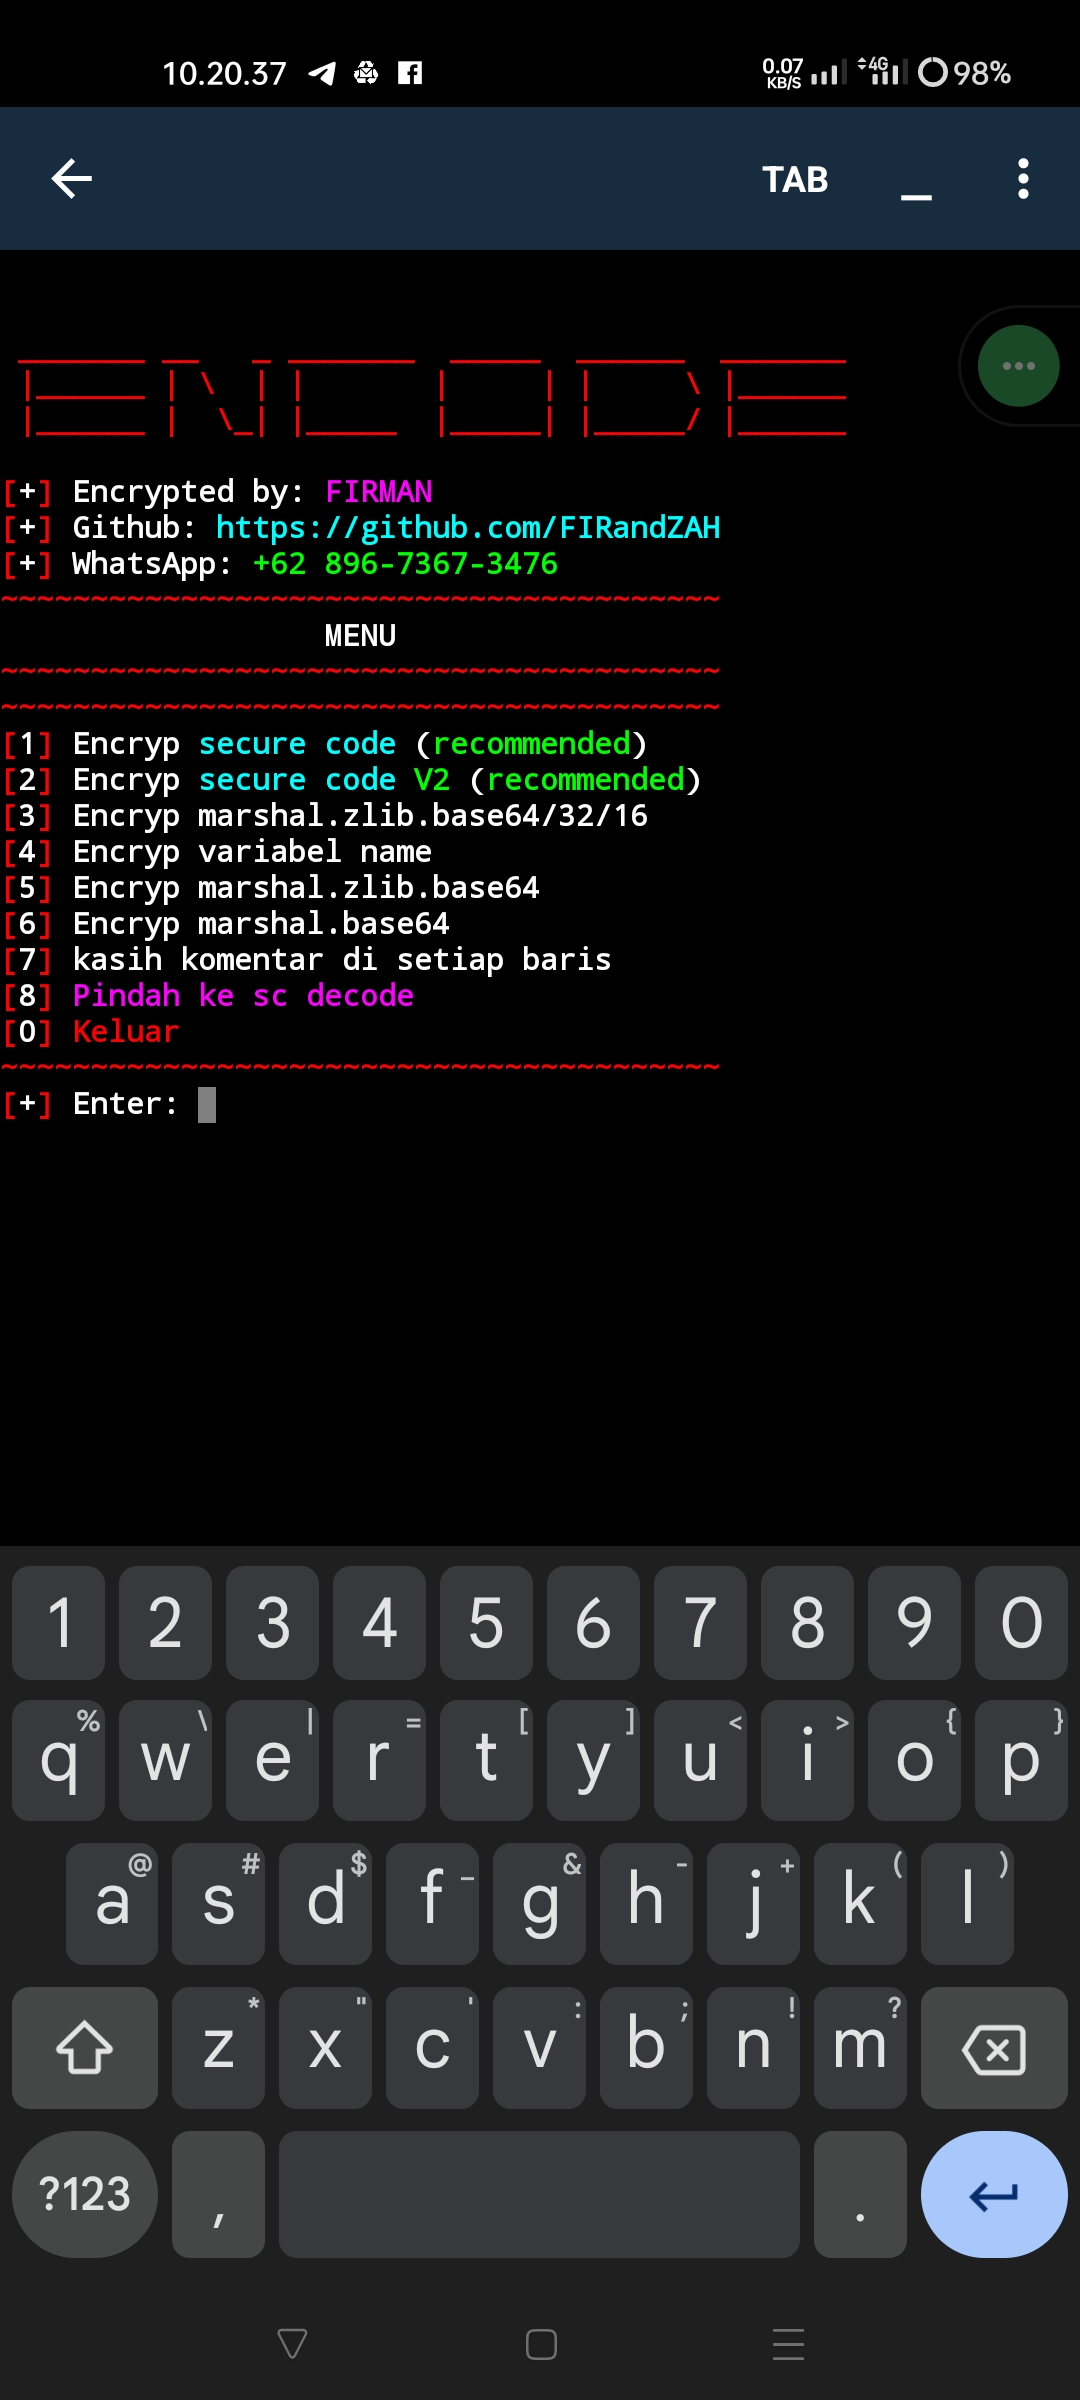 10.20.37
0.07 KB/S
4G
98%
TAB
ENCODE
[+] Encrypted by: FIRMAN
[+] Github: https://github.com/FIRandZAH
[+] WhatsApp: +62 896-7367-3476
~~~~~~~~~~~~~~~~~~~~~~~~~~~~~~~~~~~~~~~~
MENU
~~~~~~~~~~~~~~~~~~~~~~~~~~~~~~~~~~~~~~~~
~~~~~~~~~~~~~~~~~~~~~~~~~~~~~~~~~~~~~~~~
[1] Encryp secure code (recommended)
[2] Encryp secure code V2 (recommended)
[3] Encryp marshal.zlib.base64/32/16
[4] Encryp variabel name
[5] Encryp marshal.zlib.base64
[6] Encryp marshal.base64
[7] kasih komentar di setiap baris
[8] Pindah ke sc decode
[0] Keluar
~~~~~~~~~~~~~~~~~~~~~~~~~~~~~~~~~~~~~~~~
[+] Enter:
1 2 3 4 5 6 7 8 9 0
% \ | = [ ] < > { }
q w e r t y u i o p
@ # $ _ & - + ( )
a s d f g h j k l
* " ' : ; ! ?
z x c v b n m
?123 , .